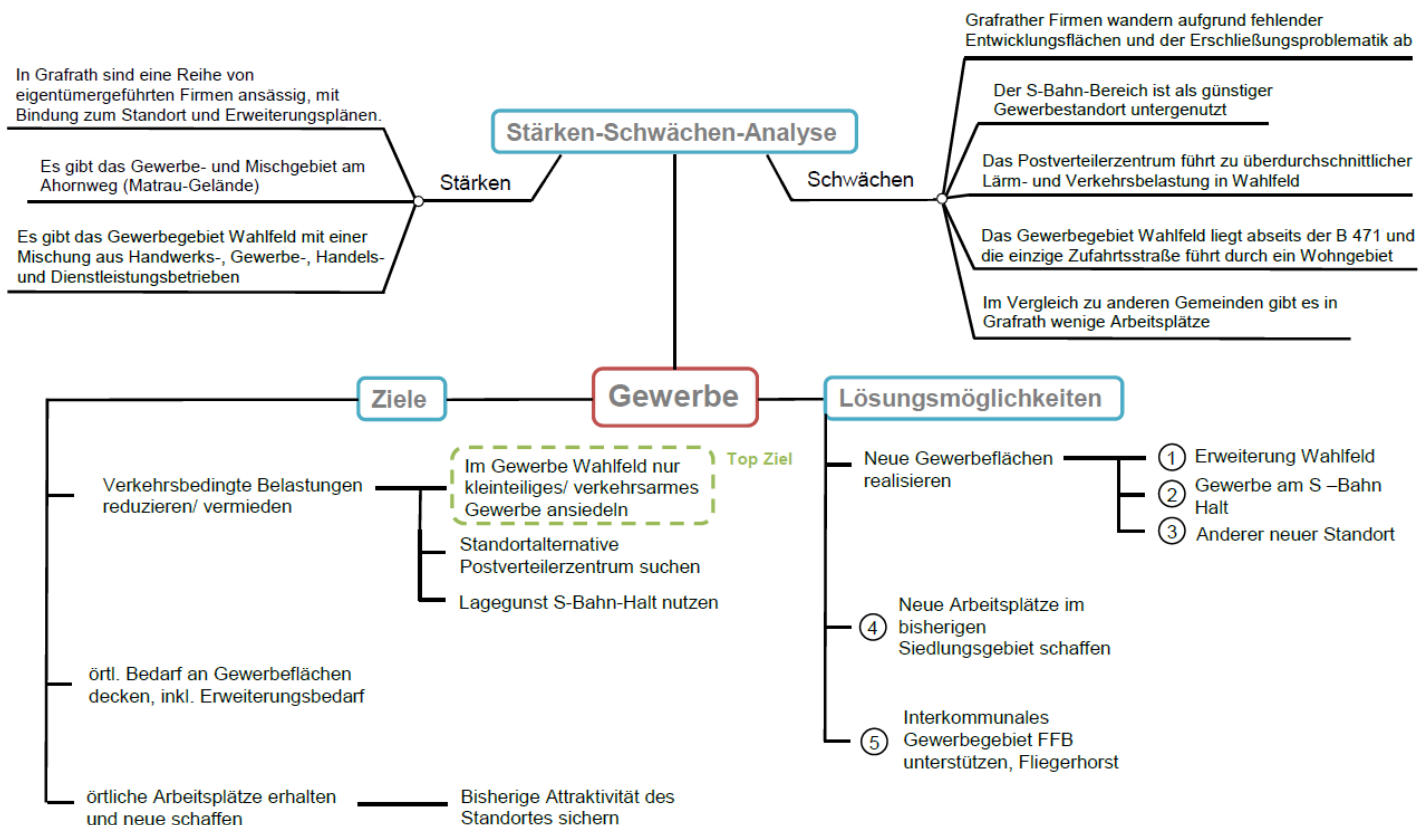 Stärken-Schwächen-Analyse
Stärken
In Grafrath sind eine Reihe von
eigentümergeführten Firmen ansässig, mit
Bindung zum Standort und Erweiterungsplänen.
Es gibt das Gewerbe- und Mischgebiet am
Ahornweg (Matrau-Gelände)
Es gibt das Gewerbegebiet Wahlfeld mit einer
Mischung aus Handwerks-, Gewerbe-, Handels-
und Dienstleistungsbetrieben
Schwächen
Grafrather Firmen wandern aufgrund fehlender
Entwicklungsflächen und der Erschließungsproblematik ab
Der S-Bahn-Bereich ist als günstiger
Gewerbestandort untergenutzt
Das Postverteilerzentrum führt zu überdurchschnittlicher
Lärm- und Verkehrsbelastung in Wahlfeld
Das Gewerbegebiet Wahlfeld liegt abseits der B 471 und
die einzige Zufahrtsstraße führt durch ein Wohngebiet
Im Vergleich zu anderen Gemeinden gibt es in
Grafrath wenige Arbeitsplätze
Gewerbe
Ziele
Verkehrsbedingte Belastungen
reduzieren/ vermieden
Im Gewerbe Wahlfeld nur
kleinteiliges/ verkehrsarmes
Gewerbe ansiedeln
Top Ziel
Standortalternative
Postverteilerzentrum suchen
Lagegunst S-Bahn-Halt nutzen
örtl. Bedarf an Gewerbeflächen
decken, inkl. Erweiterungsbedarf
örtliche Arbeitsplätze erhalten
und neue schaffen
Bisherige Attraktivität des
Standortes sichern
Lösungsmöglichkeiten
Neue Gewerbeflächen
realisieren
1 Erweiterung Wahlfeld
2 Gewerbe am S –Bahn
Halt
3 Anderer neuer Standort
4 Neue Arbeitsplätze im
bisherigen
Siedlungsgebiet schaffen
5 Interkommunales
Gewerbegebiet FFB
unterstützen, Fliegerhorst